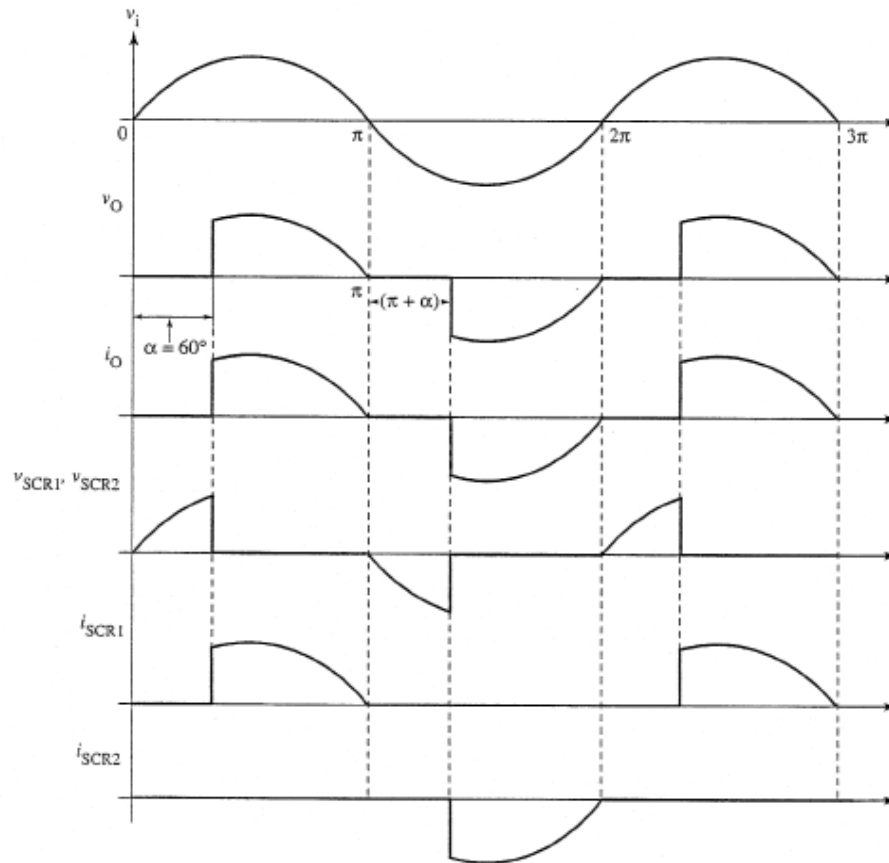 v_i
0 π 2π 3π
v_O
π (π + α)
α = 60°
i_O
v_SCR1, v_SCR2
i_SCR1
i_SCR2